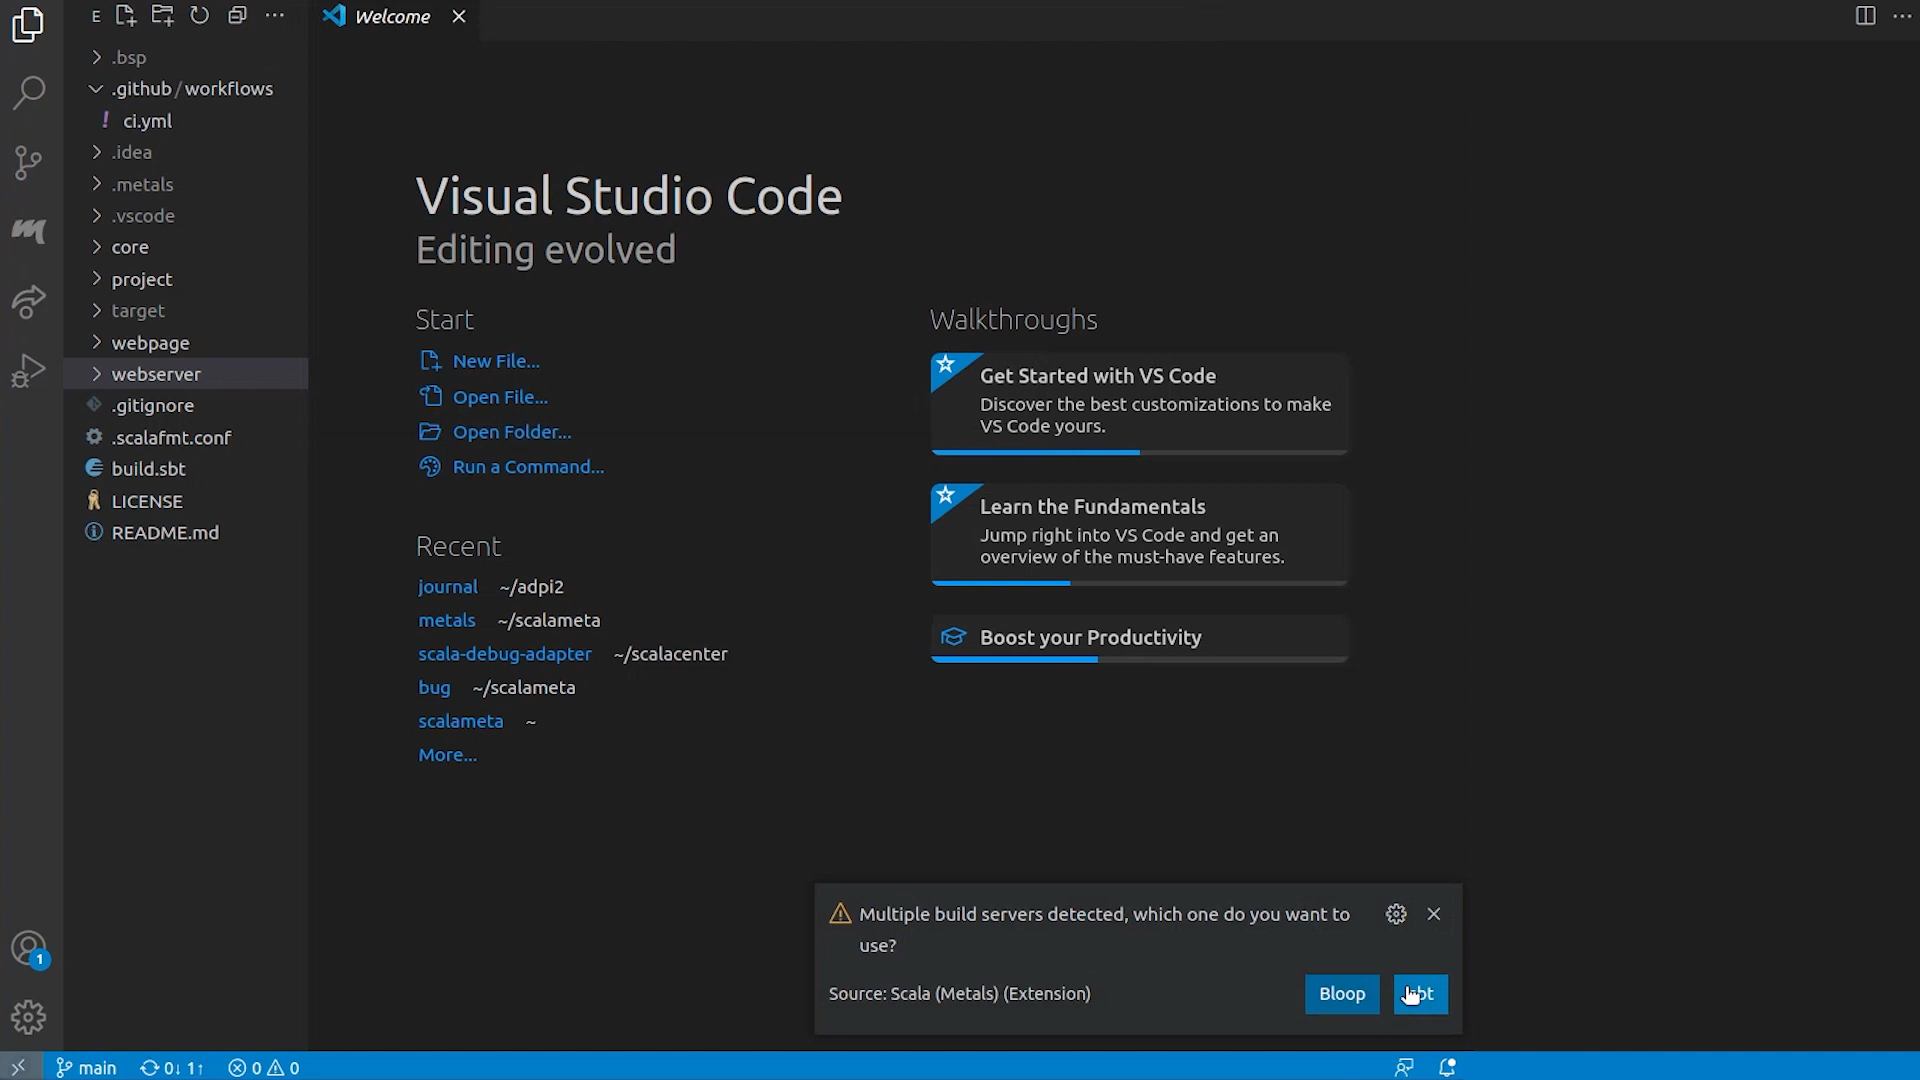 E
Welcome
.bsp
.github / workflows
! ci.yml
.idea
.metals
.vscode
core
project
target
webpage
webserver
.gitignore
.scalafmt.conf
build.sbt
LICENSE
README.md
Visual Studio Code
Editing evolved
Start
New File...
Open File...
Open Folder...
Run a Command...
Recent
journal ~/adpi2
metals ~/scalameta
scala-debug-adapter ~/scalacenter
bug ~/scalameta
scalameta ~
More...
Walkthroughs
Get Started with VS Code
Discover the best customizations to make
VS Code yours.
Learn the Fundamentals
Jump right into VS Code and get an
overview of the must-have features.
Boost your Productivity
Multiple build servers detected, which one do you want to
use?
Source: Scala (Metals) (Extension)
Bloop
1
main 0↓ 1↑ 0 0